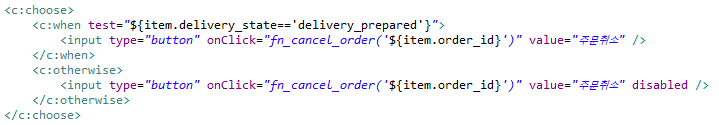 <c:choose>
<c:when test="${item.delivery_state=='delivery_prepared'}">
<input type="button" onClick="fn_cancel_order('${item.order_id}')" value="주문취소" />
</c:when>
<c:otherwise>
<input type="button" onClick="fn_cancel_order('${item.order_id}')" value="주문취소" disabled />
</c:otherwise>
</c:choose>